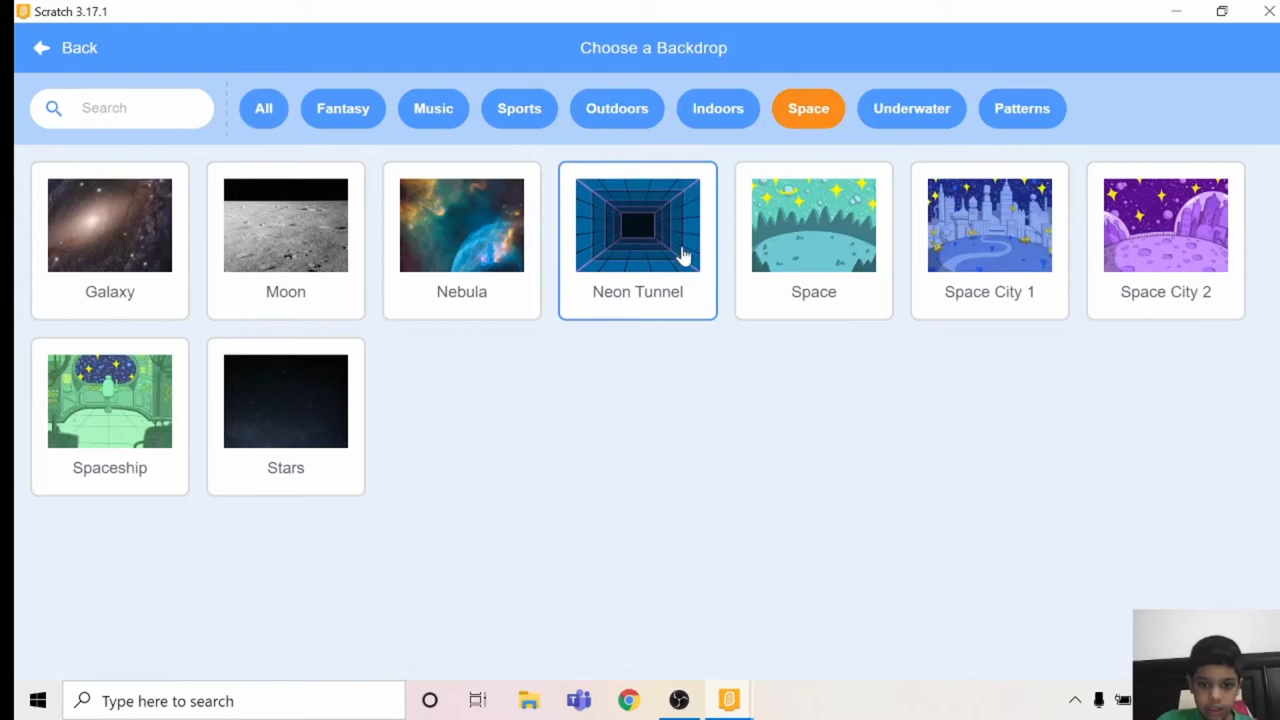 Scratch 3.17.1
Back
Choose a Backdrop
Search
All
Fantasy
Music
Sports
Outdoors
Indoors
Space
Underwater
Patterns
Galaxy
Moon
Nebula
Neon Tunnel
Space
Space City 1
Space City 2
Spaceship
Stars
Type here to search